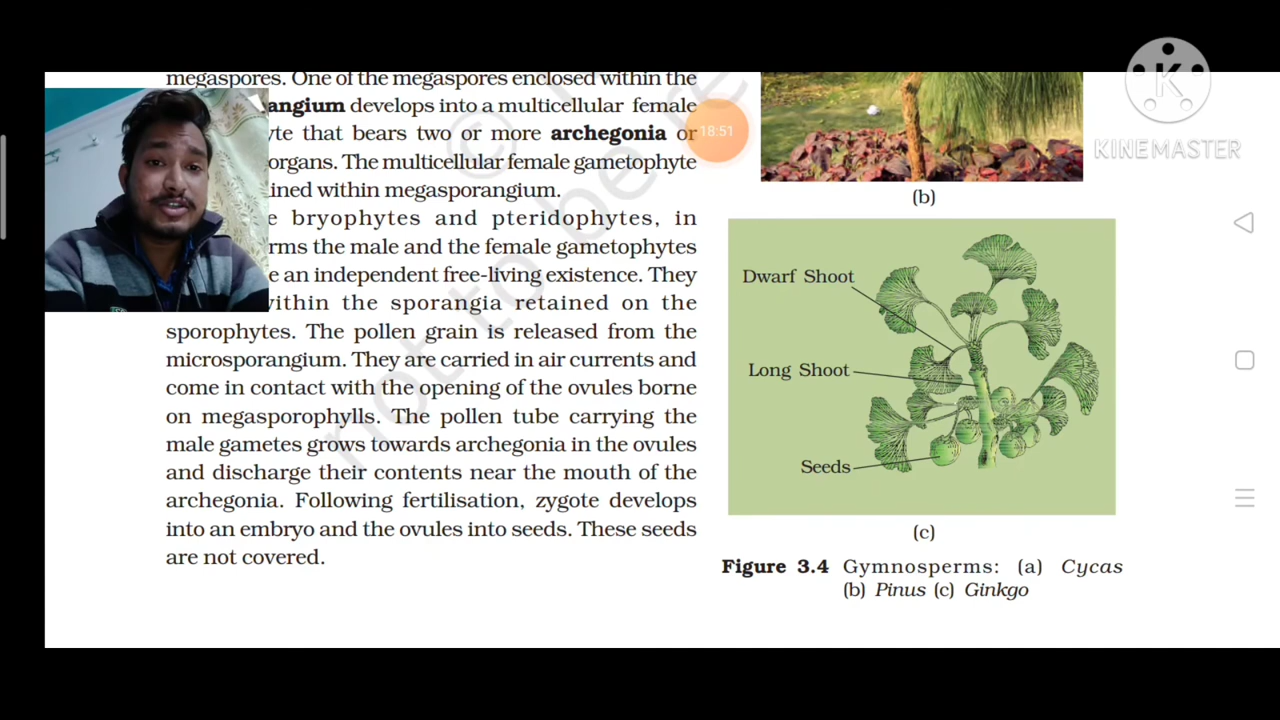 megaspores. One of the megaspores enclosed within the
angium develops into a multicellular female
yte that bears two or more archegonia or
organs. The multicellular female gametophyte
ined within megasporangium.
e bryophytes and pteridophytes, in
rms the male and the female gametophytes
e an independent free-living existence. They
within the sporangia retained on the
sporophytes. The pollen grain is released from the
microsporangium. They are carried in air currents and
come in contact with the opening of the ovules borne
on megasporophylls. The pollen tube carrying the
male gametes grows towards archegonia in the ovules
and discharge their contents near the mouth of the
archegonia. Following fertilisation, zygote develops
into an embryo and the ovules into seeds. These seeds
are not covered.
©
not to be re
18:51
K
KINEMASTER
(b)
Dwarf Shoot
Long Shoot
Seeds
(c)
Figure 3.4 Gymnosperms: (a) Cycas
(b) Pinus (c) Ginkgo